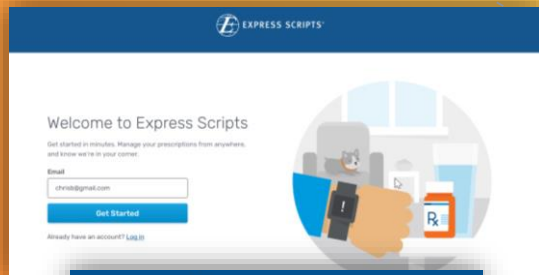 EXPRESS SCRIPTS®
Welcome to Express Scripts
Get started in minutes. Manage your prescriptions from anywhere,
and know we're in your corner.
Email
chrisb@gmail.com
Get Started
Already have an account? Log in
!
Rx